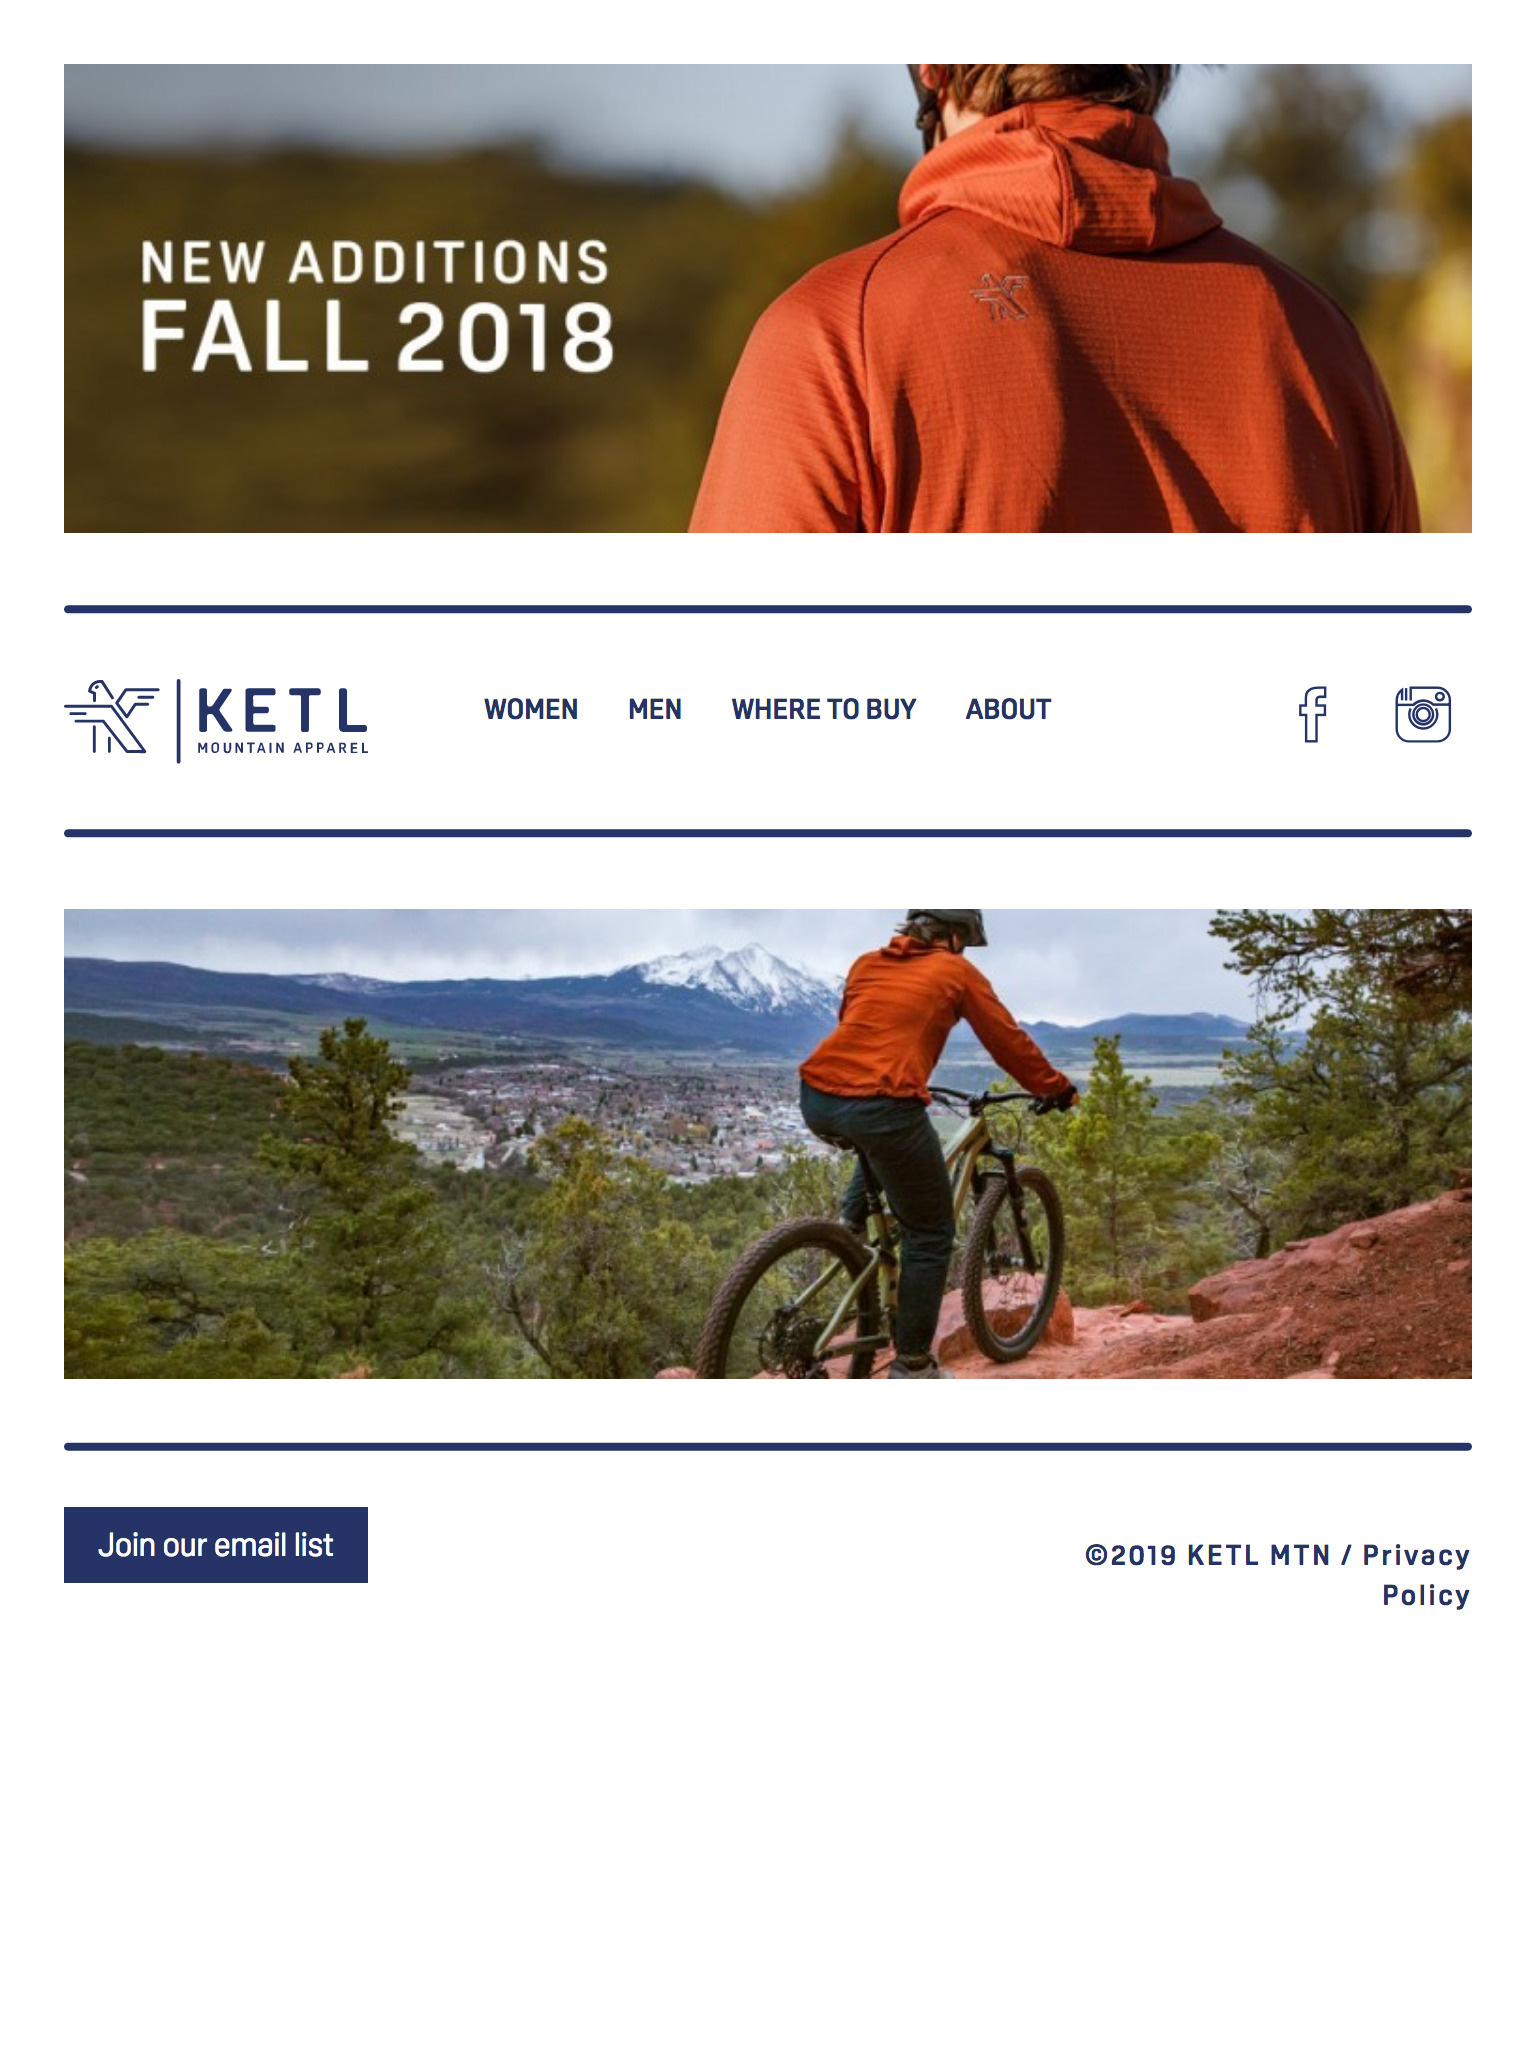 NEW ADDITIONS
FALL 2018
KETL
MOUNTAIN APPAREL
WOMEN MEN WHERE TO BUY ABOUT
Join our email list
©2019 KETL MTN / Privacy
Policy